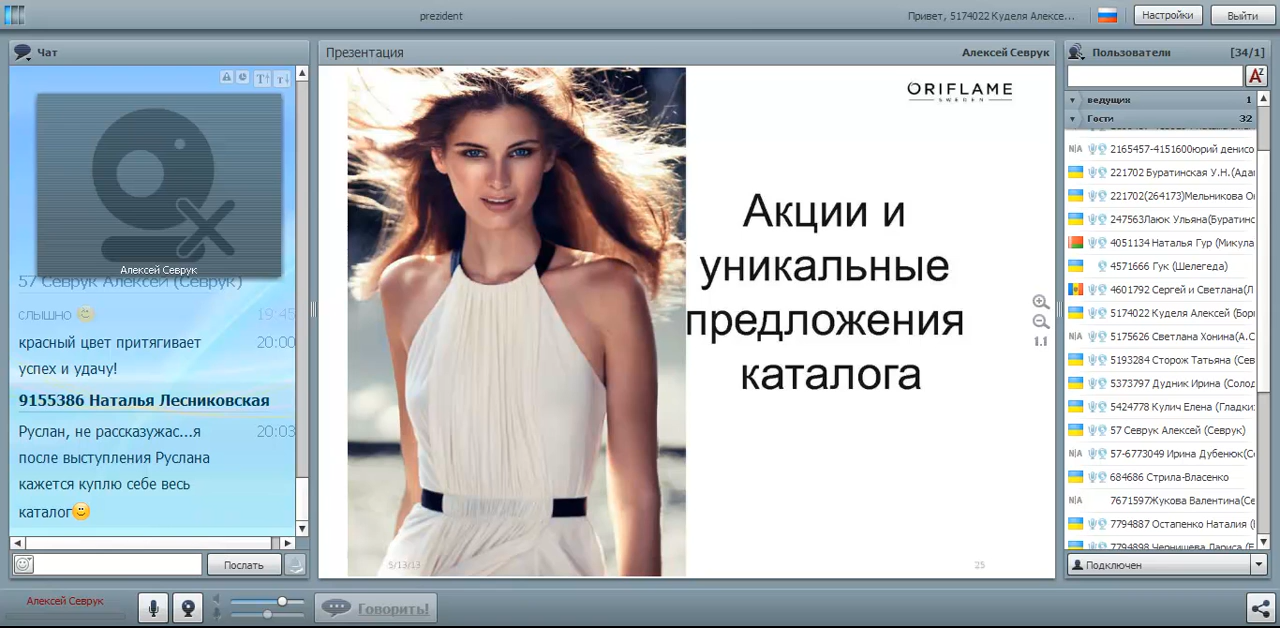 prezident
Привет, 5174022 Куделя Алексе...
Настройки
Выйти
Чат
Алексей Севрук
57 Севрук Алексей (Севрук)
слышно 19:45
красный цвет притягивает 20:00
успех и удачу!
9155386 Наталья Лесниковская
Руслан, не рассказужас...я 20:03
после выступления Руслана
кажется куплю себе весь
каталог
Послать
Презентация
Алексей Севрук
ORIFLAME
SWEDEN
Акции и
уникальные
предложения
каталога
5/13/13
25
1.1
Пользователи [34/1]
ведущих 1
Гости 32
N|A 2165457-4151600юрий денисо
221702 Буратинская У.Н.(Ада
221702(264173)Мельникова О
247563Лаюк Ульяна(Буратинс
4051134 Наталья Гур (Микула
4571666 Гук (Шелегеда)
4601792 Сергей и Светлана(Л
5174022 Куделя Алексей (Бор
N|A 5175626 Светлана Хонина(А.С
5193284 Сторож Татьяна (Сев
5373797 Дудник Ирина (Солод
5424778 Кулич Елена (Гладки
57 Севрук Алексей (Севрук)
N|A 57-6773049 Ирина Дубенюк(Се
684686 Стрила-Власенко
N|A 7671597Жукова Валентина(Се
7794887 Остапенко Наталия (
7794898 Чернишева Лариса (
Подключен
Алексей Севрук
Говорить!